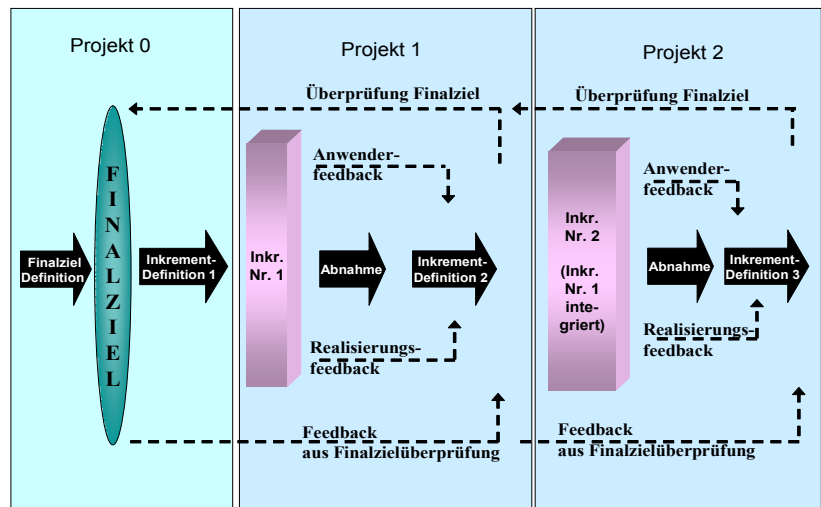 Projekt 0
Finalziel
Definition
FINALZIEL
Inkrement-
Definition 1
Projekt 1
Überprüfung Finalziel
Inkr.
Nr. 1
Anwender-
feedback
Abnahme
Inkrement-
Definition 2
Realisierungs-
feedback
Feedback
aus Finalzielüberprüfung
Projekt 2
Überprüfung Finalziel
Inkr.
Nr. 2
(Inkr.
Nr. 1
inte-
griert)
Anwender-
feedback
Abnahme
Inkrement-
Definition 3
Realisierungs-
feedback
Feedback
aus Finalzielüberprüfung